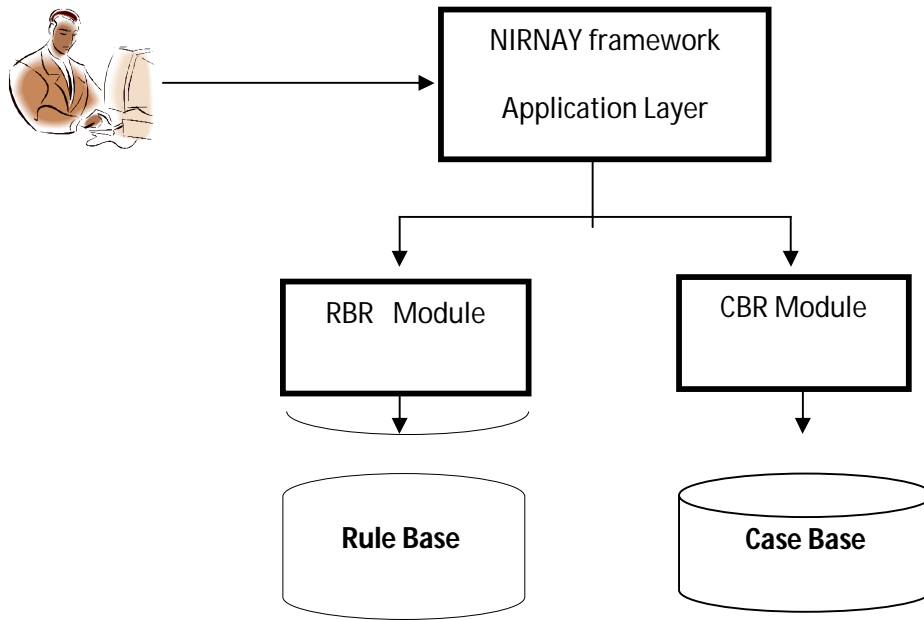 NIRNAY framework
Application Layer
RBR Module
CBR Module
Rule Base
Case Base